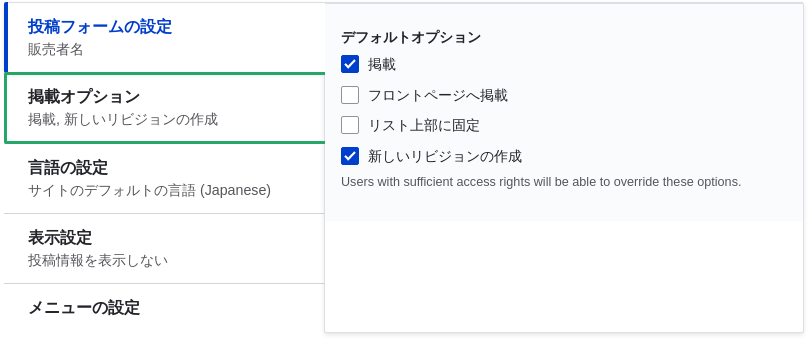 投稿フォームの設定
販売者名
掲載オプション
掲載, 新しいリビジョンの作成
言語の設定
サイトのデフォルトの言語 (Japanese)
表示設定
投稿情報を表示しない
メニューの設定
デフォルトオプション
掲載
フロントページへ掲載
リスト上部に固定
新しいリビジョンの作成
Users with sufficient access rights will be able to override these options.